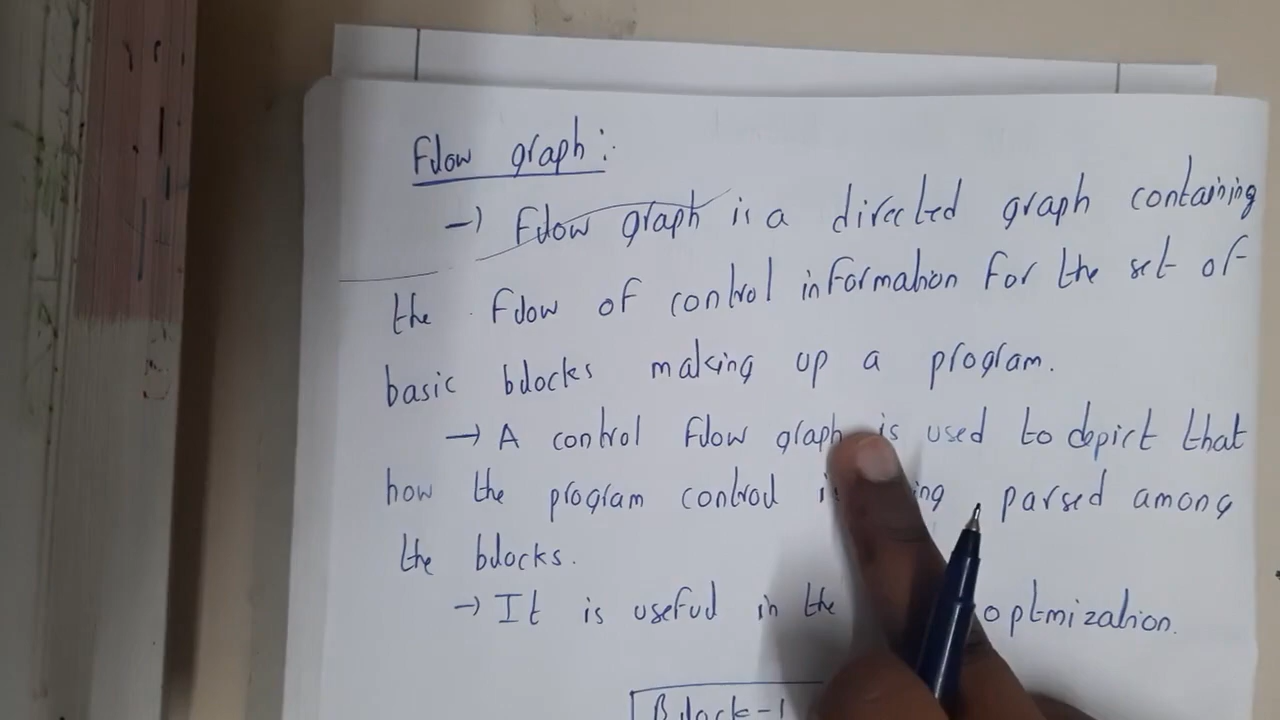 Flow graph:
→ Flow graph is a directed graph containing
the flow of control information for the set of
basic blocks making up a program.
→ A control flow graph is used to depict that
how the program control parsed among
the blocks.
→ It is useful in the optmization.
Block-1